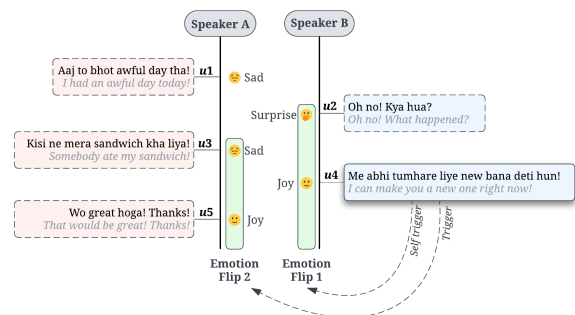 Speaker A
Speaker B
Aaj to bhot awful day tha!
I had an awful day today!
u1
Sad
Surprise
u2
Oh no! Kya hua?
Oh no! What happened?
Kisi ne mera sandwich kha liya!
Somebody ate my sandwich!
u3
Sad
Joy
u4
Me abhi tumhare liye new bana deti hun!
I can make you a new one right now!
Wo great hoga! Thanks!
That would be great! Thanks!
u5
Joy
Self trigger
Trigger
Emotion
Flip 2
Emotion
Flip 1